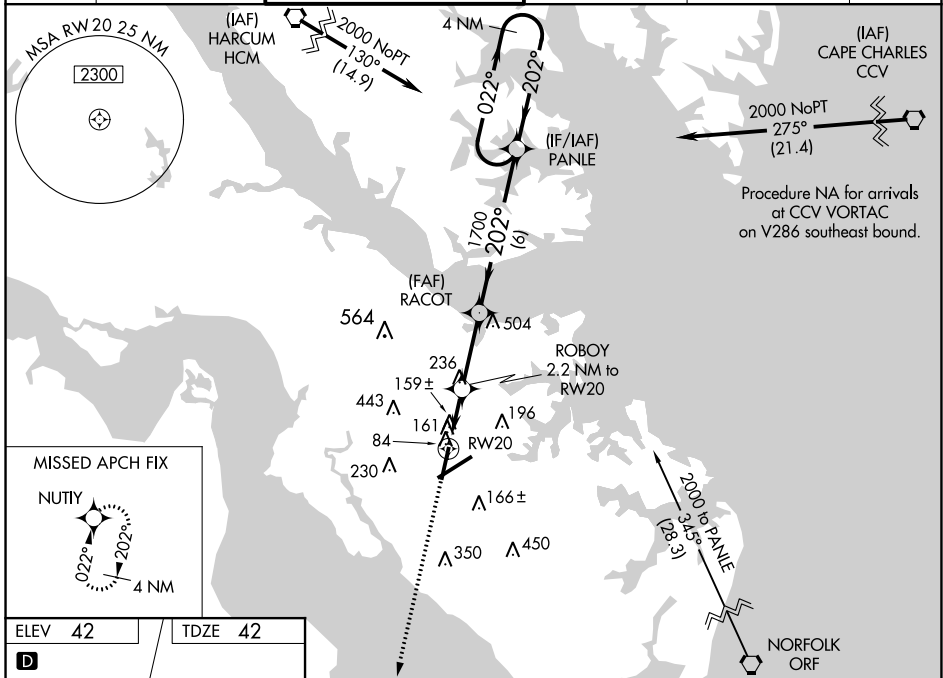 MSA RW 20 25 NM
2300
(IAF)
HARCUM
HCM
2000 NoPT
130°
(14.9)
4 NM
022°
202°
(IF/IAF)
PANLE
(IAF)
CAPE CHARLES
CCV
2000 NoPT
275°
(21.4)
Procedure NA for arrivals
at CCV VORTAC
on V286 southeast bound.
1700
202°
(6)
(FAF)
RACOT
564
504
236
ROBOY
2.2 NM to
RW20
159±
443
161
196
84
RW20
230
166±
350
450
MISSED APCH FIX
NUTIY
022°
202°
4 NM
2000 to PANLE
345°
(28.3)
NORFOLK
ORF
ELEV 42
TDZE 42
D